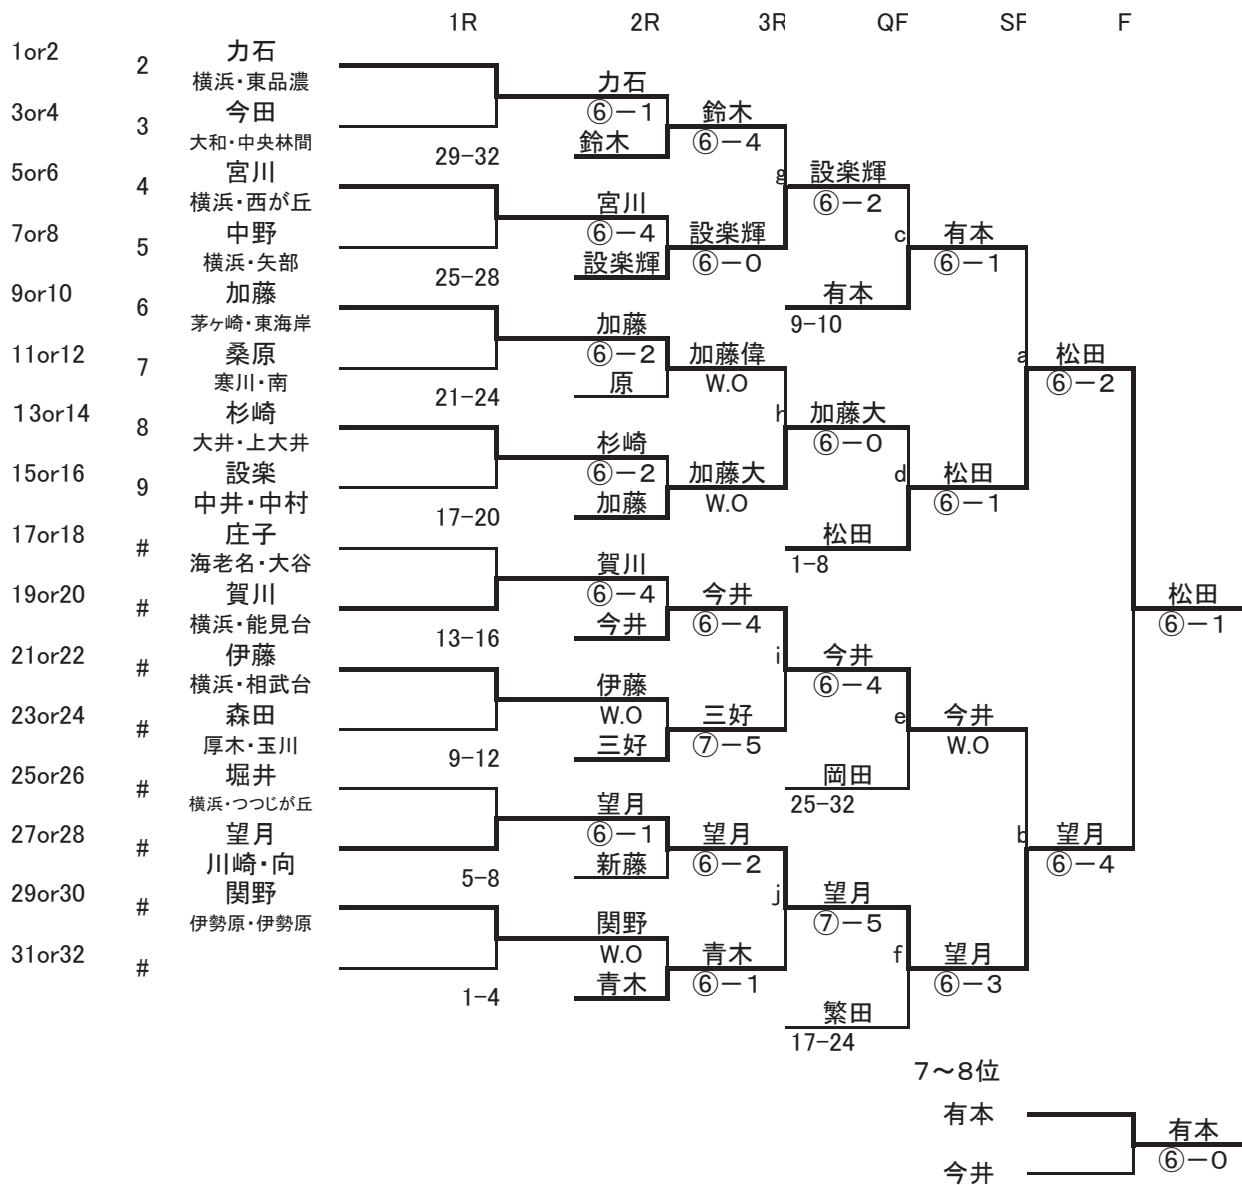 1R 2R 3R QF SF F
1or2 2 力石
横浜・東品濃 力石
3or4 3 今田 ⑥－1 鈴木
大和・中央林間 鈴木 ⑥－4
29-32
5or6 4 宮川 g 設楽輝
横浜・西が丘 宮川 ⑥－2
7or8 5 中野 ⑥－4 設楽輝 c 有本
横浜・矢部 設楽輝 ⑥－0 ⑥－1
25-28
9or10 6 加藤 有本
茅ヶ崎・東海岸 加藤 9-10
11or12 7 桑原 ⑥－2 加藤偉 a 松田
寒川・南 原 W.O ⑥－2
21-24
13or14 8 杉崎 h 加藤大
大井・上大井 杉崎 ⑥－0
15or16 9 設楽 ⑥－2 加藤大 d 松田
中井・中村 加藤 W.O ⑥－1
17-20
17or18 # 庄子 松田
海老名・大谷 賀川 1-8
19or20 # 賀川 ⑥－4 今井 松田
横浜・能見台 今井 ⑥－4 ⑥－1
13-16
21or22 # 伊藤 i 今井
横浜・相武台 伊藤 ⑥－4
23or24 # 森田 W.O 三好 e 今井
厚木・玉川 三好 ⑦－5 W.O
9-12
25or26 # 堀井 岡田
横浜・つつじが丘 望月 25-32
27or28 # 望月 ⑥－1 望月 b 望月
川崎・向 新藤 ⑥－2 ⑥－4
5-8
29or30 # 関野 j 望月
伊勢原・伊勢原 関野 ⑦－5
31or32 # W.O 青木 f 望月
青木 ⑥－1 ⑥－3
1-4
繁田
17-24
7～8位
有本
有本
⑥－0
今井